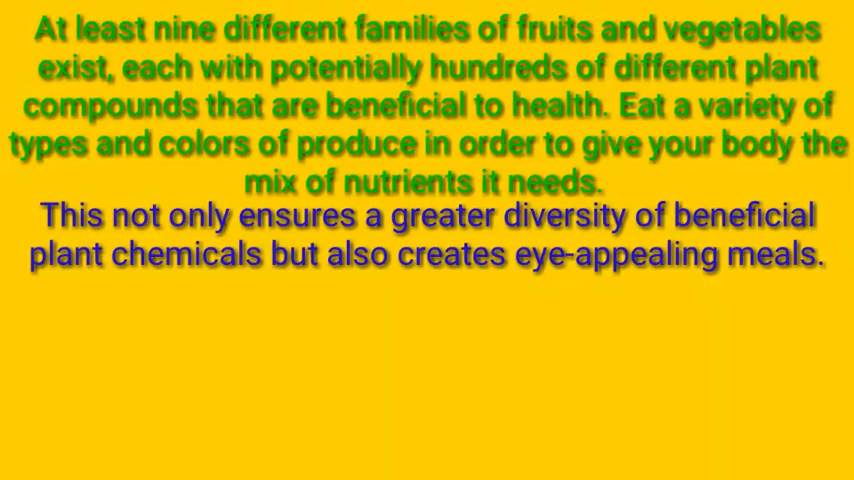 At least nine different families of fruits and vegetables
exist, each with potentially hundreds of different plant
compounds that are beneficial to health. Eat a variety of
types and colors of produce in order to give your body the
mix of nutrients it needs.
This not only ensures a greater diversity of beneficial
plant chemicals but also creates eye-appealing meals.